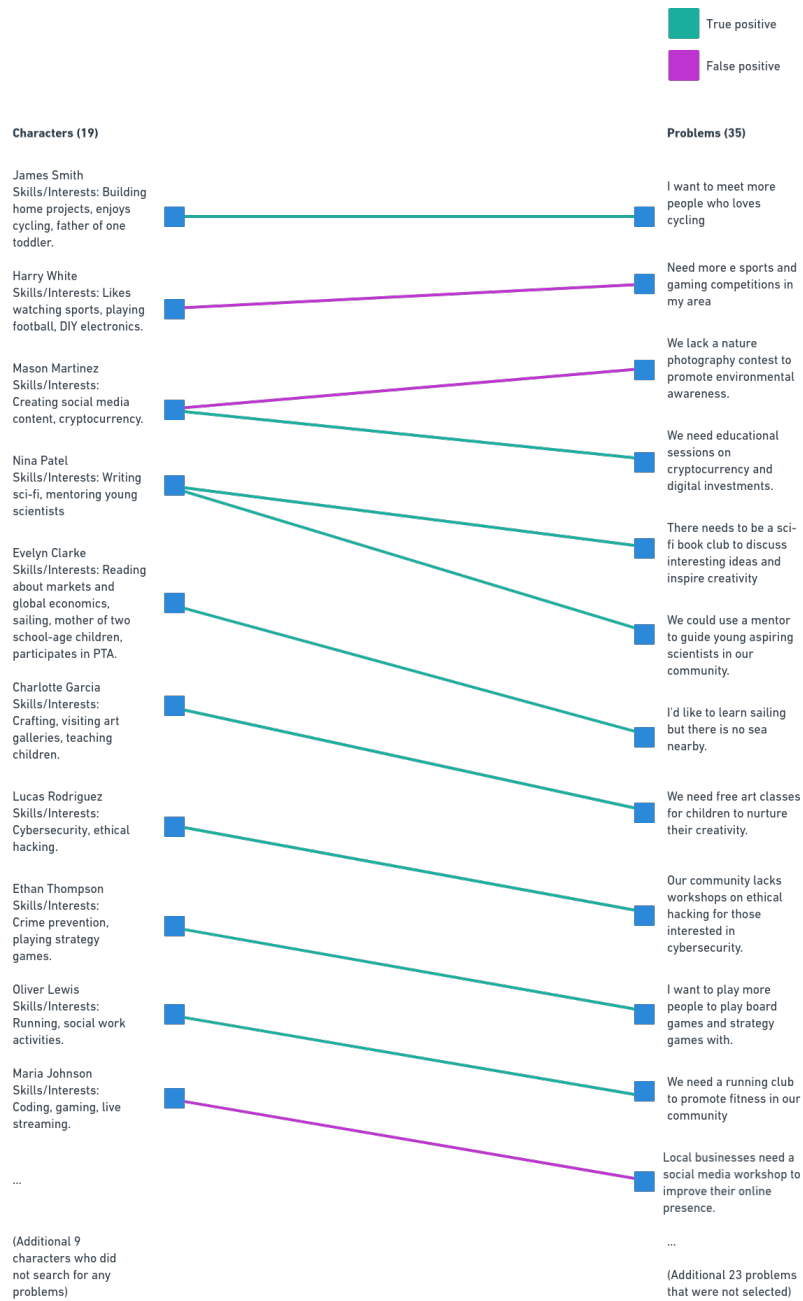 True positive
False positive
Characters (19)
James Smith
Skills/Interests: Building
home projects, enjoys
cycling, father of one
toddler.
Harry White
Skills/Interests: Likes
watching sports, playing
football, DIY electronics.
Mason Martinez
Skills/Interests:
Creating social media
content, cryptocurrency.
Nina Patel
Skills/Interests: Writing
sci-fi, mentoring young
scientists
Evelyn Clarke
Skills/Interests: Reading
about markets and
global economics,
sailing, mother of two
school-age children,
participates in PTA.
Charlotte Garcia
Skills/Interests:
Crafting, visiting art
galleries, teaching
children.
Lucas Rodriguez
Skills/Interests:
Cybersecurity, ethical
hacking.
Ethan Thompson
Skills/Interests:
Crime prevention,
playing strategy
games.
Oliver Lewis
Skills/Interests:
Running, social work
activities.
Maria Johnson
Skills/Interests:
Coding, gaming, live
streaming.
...
(Additional 9
characters who did
not search for any
problems)
Problems (35)
I want to meet more
people who loves
cycling
Need more e sports and
gaming competitions in
my area
We lack a nature
photography contest to
promote environmental
awareness.
We need educational
sessions on
cryptocurrency and
digital investments.
There needs to be a sci-
fi book club to discuss
interesting ideas and
inspire creativity
We could use a mentor
to guide young aspiring
scientists in our
community.
I'd like to learn sailing
but there is no sea
nearby.
We need free art classes
for children to nurture
their creativity.
Our community lacks
workshops on ethical
hacking for those
interested in
cybersecurity.
I want to play more
people to play board
games and strategy
games with.
We need a running club
to promote fitness in our
community
Local businesses need a
social media workshop to
improve their online
presence.
...
(Additional 23 problems
that were not selected)